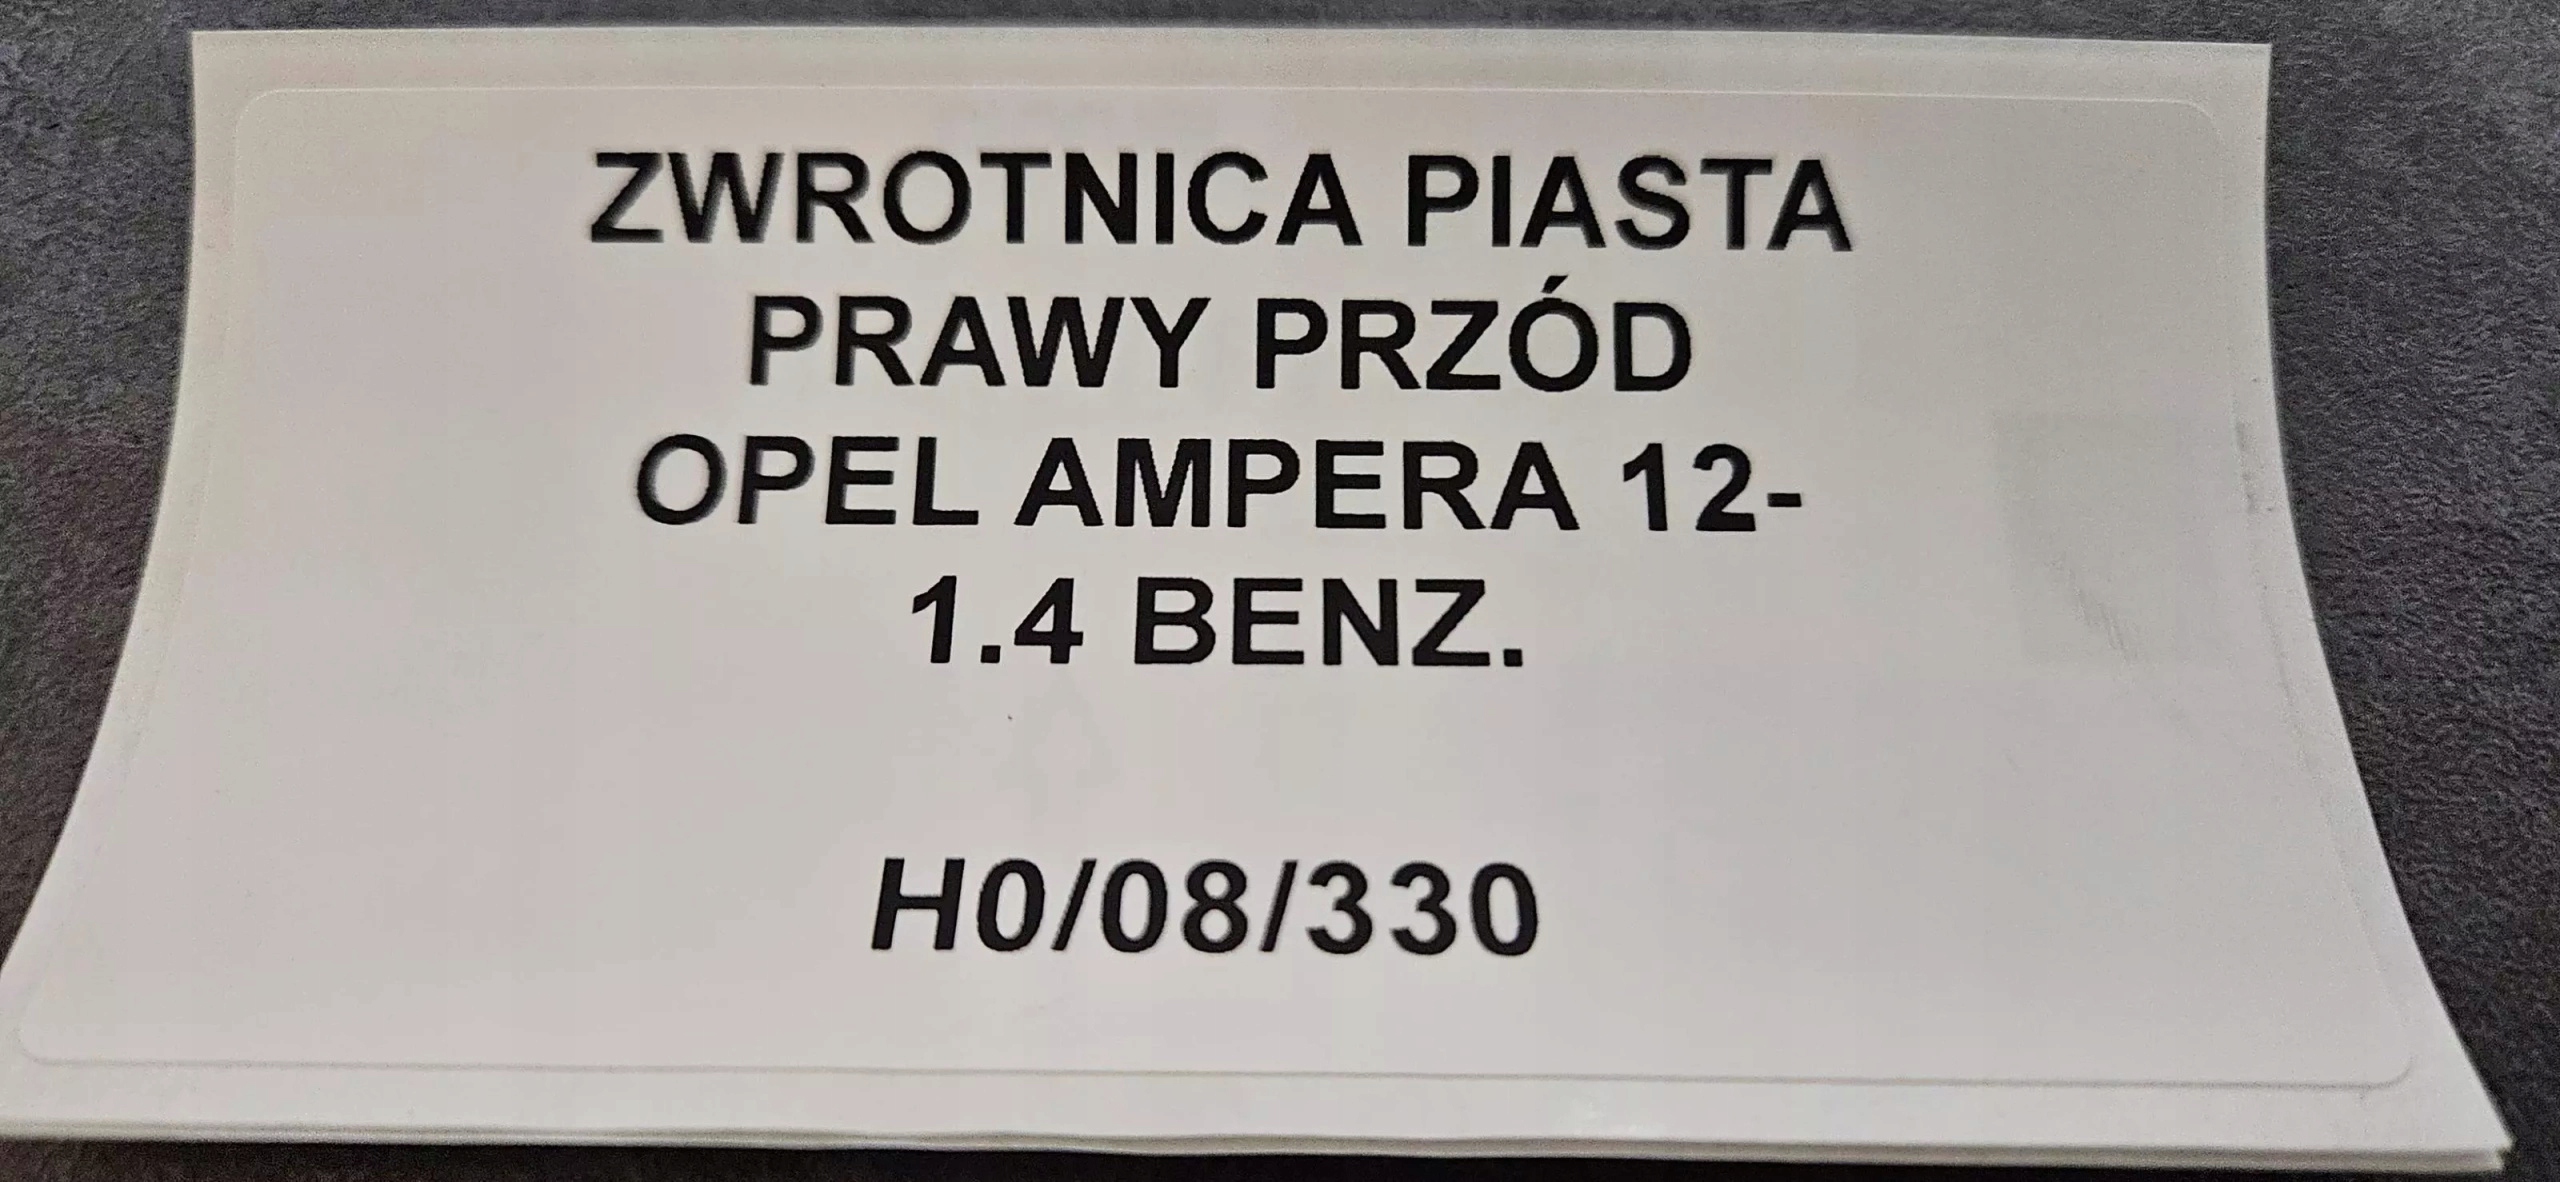 ZWROTNICA PIASTA
PRAWY PRZÓD
OPEL AMPERA 12-
1.4 BENZ.
H0/08/330